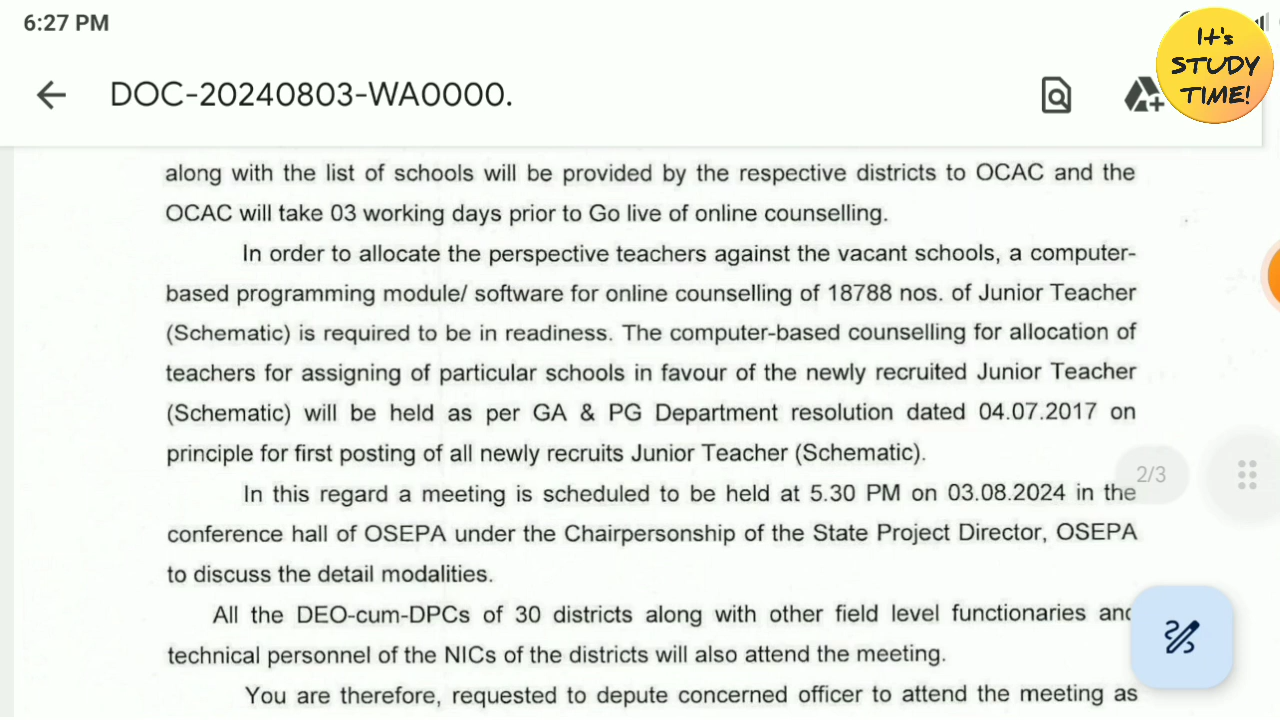 6:27 PM
It's
STUDY
TIME!
DOC-20240803-WA0000.
along with the list of schools will be provided by the respective districts to OCAC and the
OCAC will take 03 working days prior to Go live of online counselling.
In order to allocate the perspective teachers against the vacant schools, a computer-
based programming module/ software for online counselling of 18788 nos. of Junior Teacher
(Schematic) is required to be in readiness. The computer-based counselling for allocation of
teachers for assigning of particular schools in favour of the newly recruited Junior Teacher
(Schematic) will be held as per GA & PG Department resolution dated 04.07.2017 on
principle for first posting of all newly recruits Junior Teacher (Schematic).
2/3
In this regard a meeting is scheduled to be held at 5.30 PM on 03.08.2024 in the
conference hall of OSEPA under the Chairpersonship of the State Project Director, OSEPA
to discuss the detail modalities.
All the DEO-cum-DPCs of 30 districts along with other field level functionaries and
technical personnel of the NICs of the districts will also attend the meeting.
You are therefore, requested to depute concerned officer to attend the meeting as